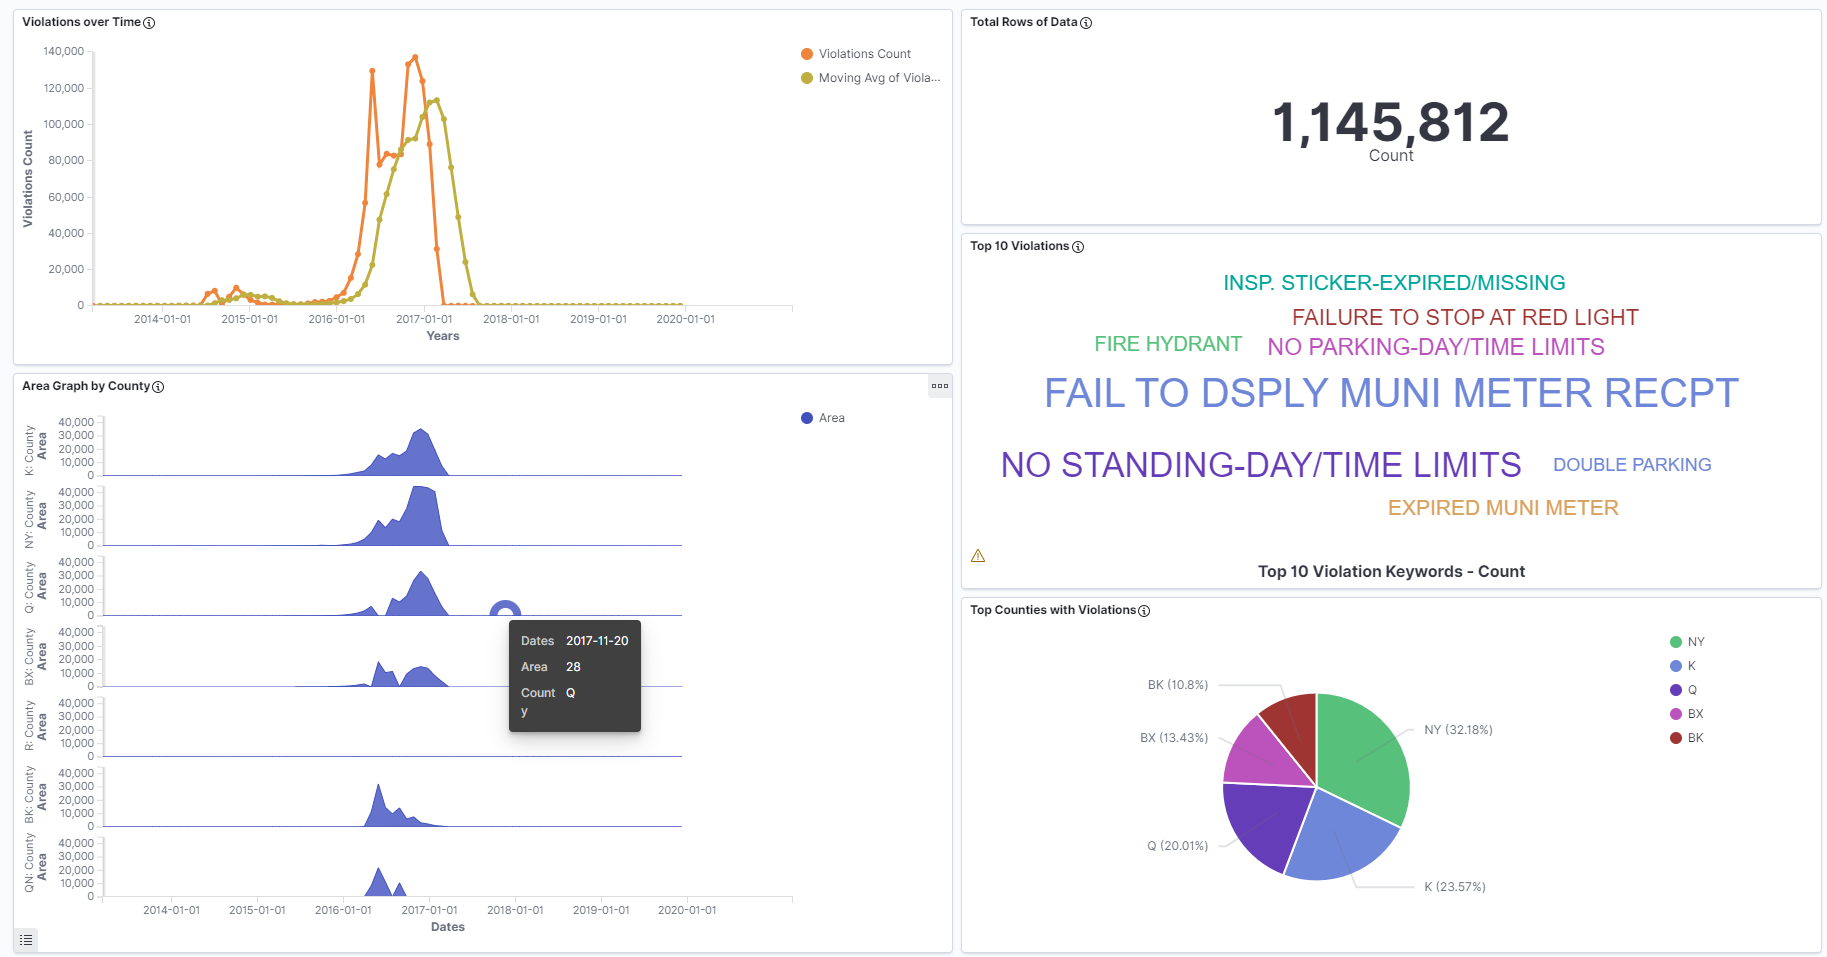 Violations over Time
140,000
120,000
100,000
80,000
60,000
40,000
20,000
0
Violations Count
2014-01-01 2015-01-01 2016-01-01 2017-01-01 2018-01-01 2019-01-01 2020-01-01
Years
Violations Count
Moving Avg of Viola...
Area Graph by County
Area
K: County
Area
40,000
30,000
20,000
10,000
0
NY: County
Area
40,000
30,000
20,000
10,000
0
Q: County
Area
40,000
30,000
20,000
10,000
0
BX: County
Area
40,000
30,000
20,000
10,000
0
R: County
Area
40,000
30,000
20,000
10,000
0
BK: County
Area
40,000
30,000
20,000
10,000
0
QN: County
Area
40,000
30,000
20,000
10,000
0
2014-01-01 2015-01-01 2016-01-01 2017-01-01 2018-01-01 2019-01-01 2020-01-01
Dates
Dates 2017-11-20
Area 28
Count Q
y
Total Rows of Data
1,145,812
Count
Top 10 Violations
INSP. STICKER-EXPIRED/MISSING
FAILURE TO STOP AT RED LIGHT
FIRE HYDRANT NO PARKING-DAY/TIME LIMITS
FAIL TO DSPLY MUNI METER RECPT
NO STANDING-DAY/TIME LIMITS DOUBLE PARKING
EXPIRED MUNI METER
Top 10 Violation Keywords - Count
Top Counties with Violations
NY
K
Q
BX
BK
BK (10.8%)
BX (13.43%)
NY (32.18%)
Q (20.01%)
K (23.57%)